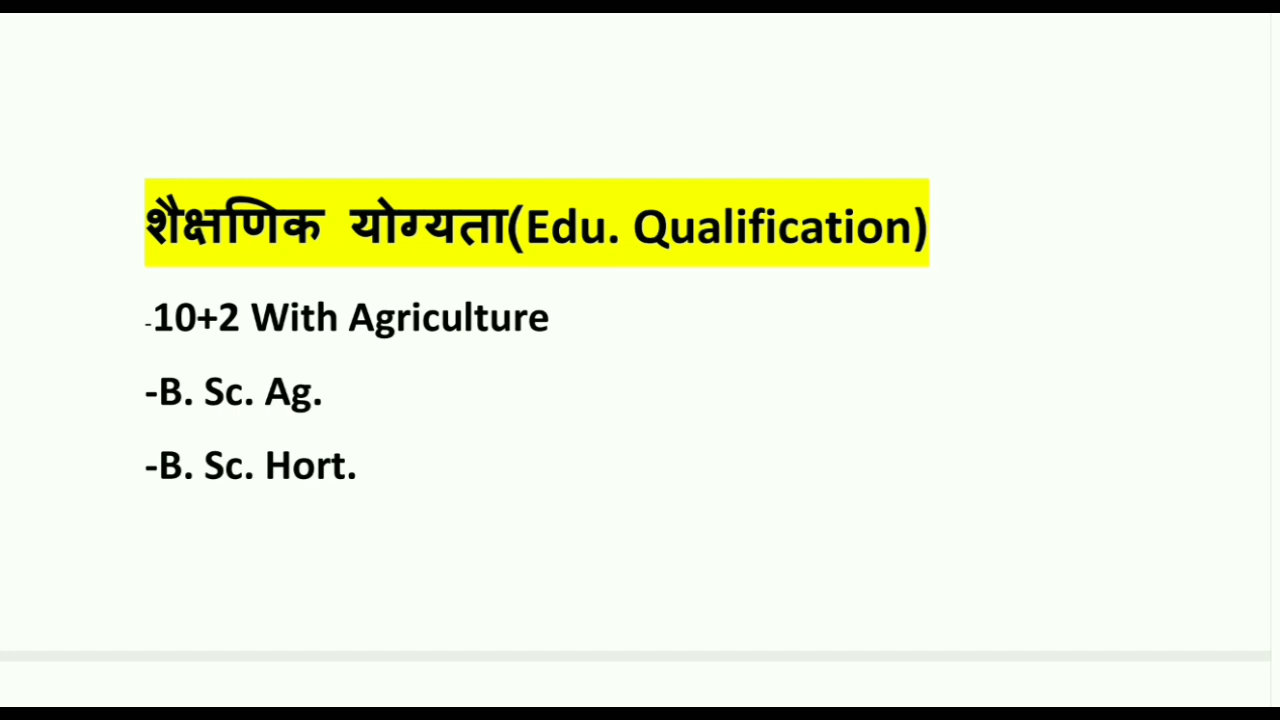 शैक्षणिक योग्यता(Edu. Qualification)
-10+2 With Agriculture
-B. Sc. Ag.
-B. Sc. Hort.